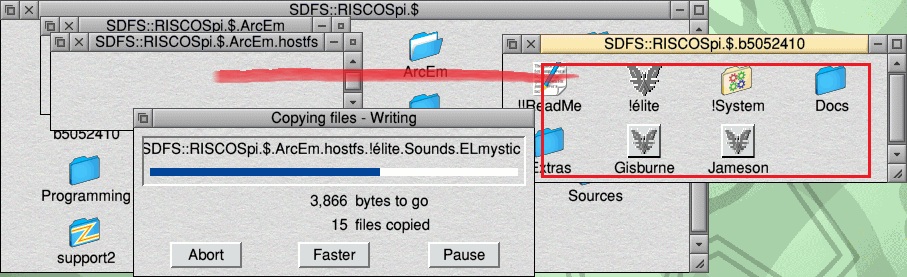 SDFS::RISCOSpi.$
SDFS::RISCOSpi.$.ArcEm
SDFS::RISCOSpi.$.ArcEm.hostfs
SDFS::RISCOSpi.$.b5052410
ArcEm
!!ReadMe
!élite
!System
Docs
Extras
Gisburne
Jameson
b5052410
Programming
support2
Sources
Copying files - Writing
SDFS::RISCOSpi.$.ArcEm.hostfs.!élite.Sounds.ELmystic
3,866 bytes to go
15 files copied
Abort
Faster
Pause